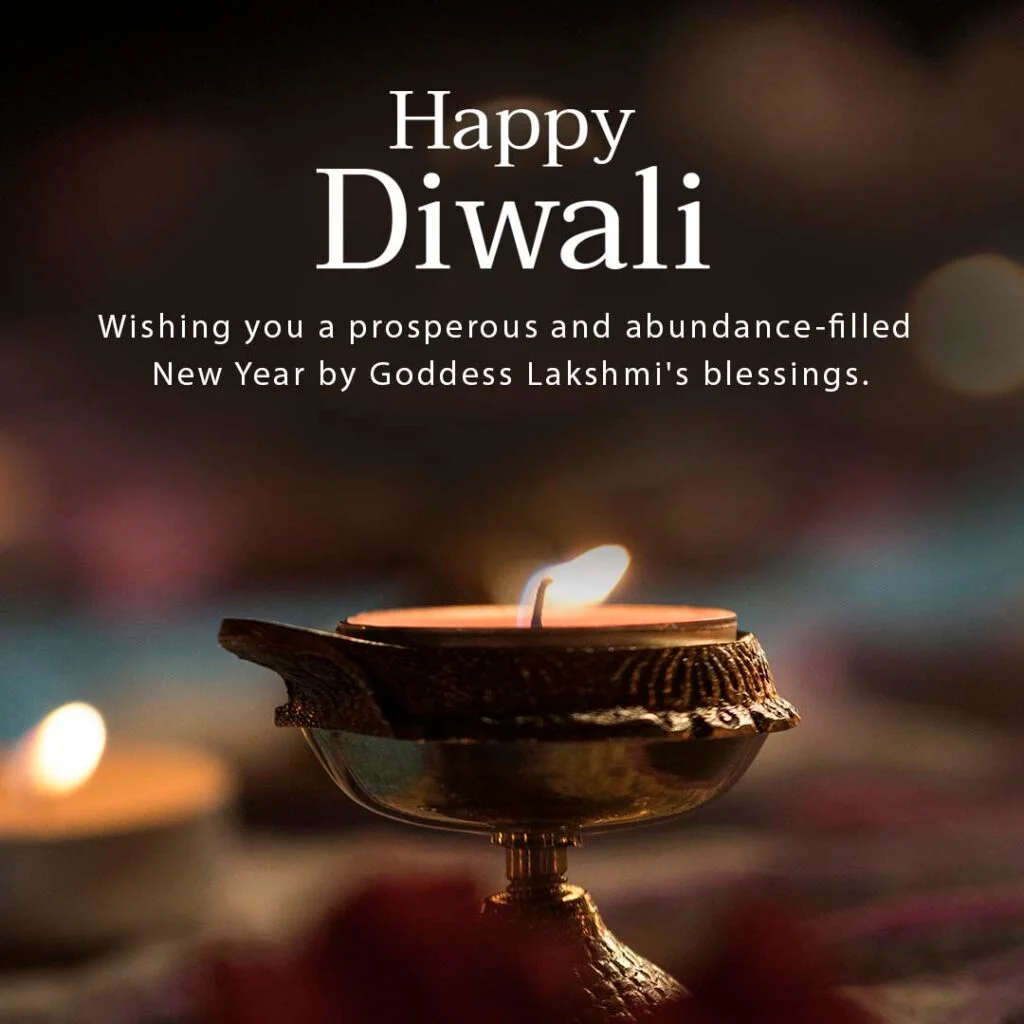 Happy
Diwali
Wishing you a prosperous and abundance-filled
New Year by Goddess Lakshmi's blessings.